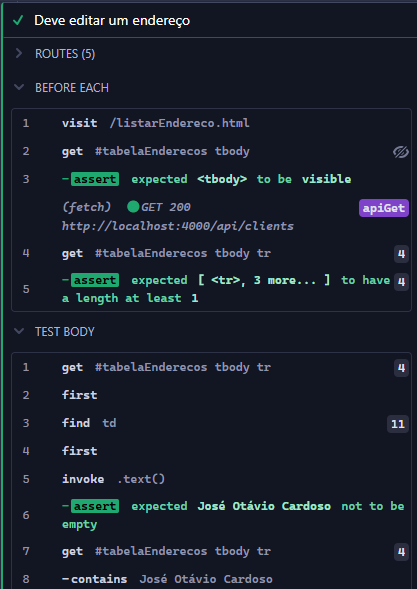 Deve editar um endereço
ROUTES (5)
BEFORE EACH
1 visit /listarEndereco.html
2 get #tabelaEnderecos tbody
3 -assert expected <tbody> to be visible
(fetch) GET 200 apiGet
http://localhost:4000/api/clients
4 get #tabelaEnderecos tbody tr 4
5 -assert expected [ <tr>, 3 more... ] to have 4
a length at least 1
TEST BODY
1 get #tabelaEnderecos tbody tr 4
2 first
3 find td 11
4 first
5 invoke .text()
6 -assert expected José Otávio Cardoso not to be
empty
7 get #tabelaEnderecos tbody tr 4
8 -contains José Otávio Cardoso